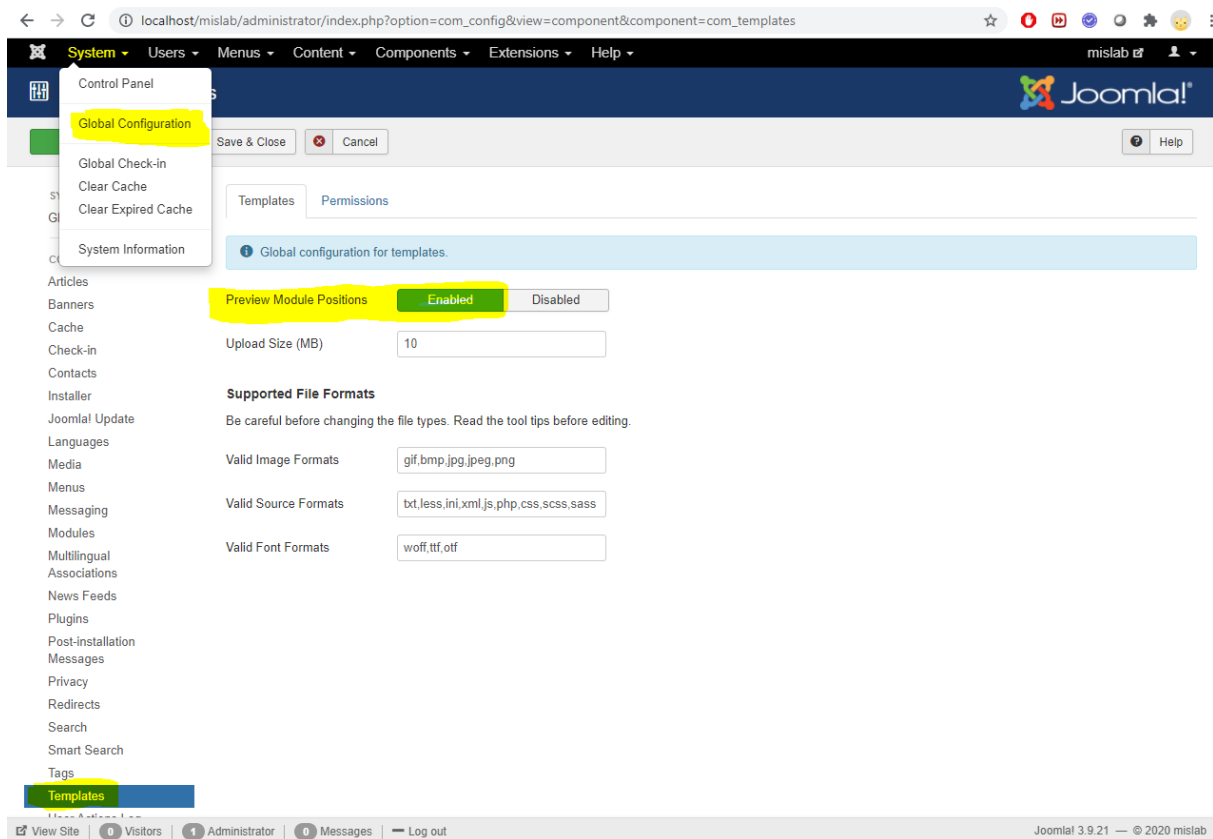 localhost/mislab/administrator/index.php?option=com_config&view=component&component=com_templates
System Users Menus Content Components Extensions Help mislab
Control Panel
Joomla!
Global Configuration
Save & Close Cancel Help
Global Check-in
Clear Cache
Clear Expired Cache
System Information
Templates Permissions
Global configuration for templates.
Articles
Banners
Cache
Check-in
Contacts
Installer
Joomla! Update
Languages
Media
Menus
Messaging
Modules
Multilingual
Associations
News Feeds
Plugins
Post-installation
Messages
Privacy
Redirects
Search
Smart Search
Tags
Templates
Preview Module Positions Enabled Disabled
Upload Size (MB) 10
Supported File Formats
Be careful before changing the file types. Read the tool tips before editing.
Valid Image Formats gif,bmp,jpg,jpeg,png
Valid Source Formats txt,less,ini,xml,js,php,css,scss,sass
Valid Font Formats woff,ttf,otf
View Site 0 Visitors 1 Administrator 0 Messages Log out Joomla! 3.9.21 — © 2020 mislab